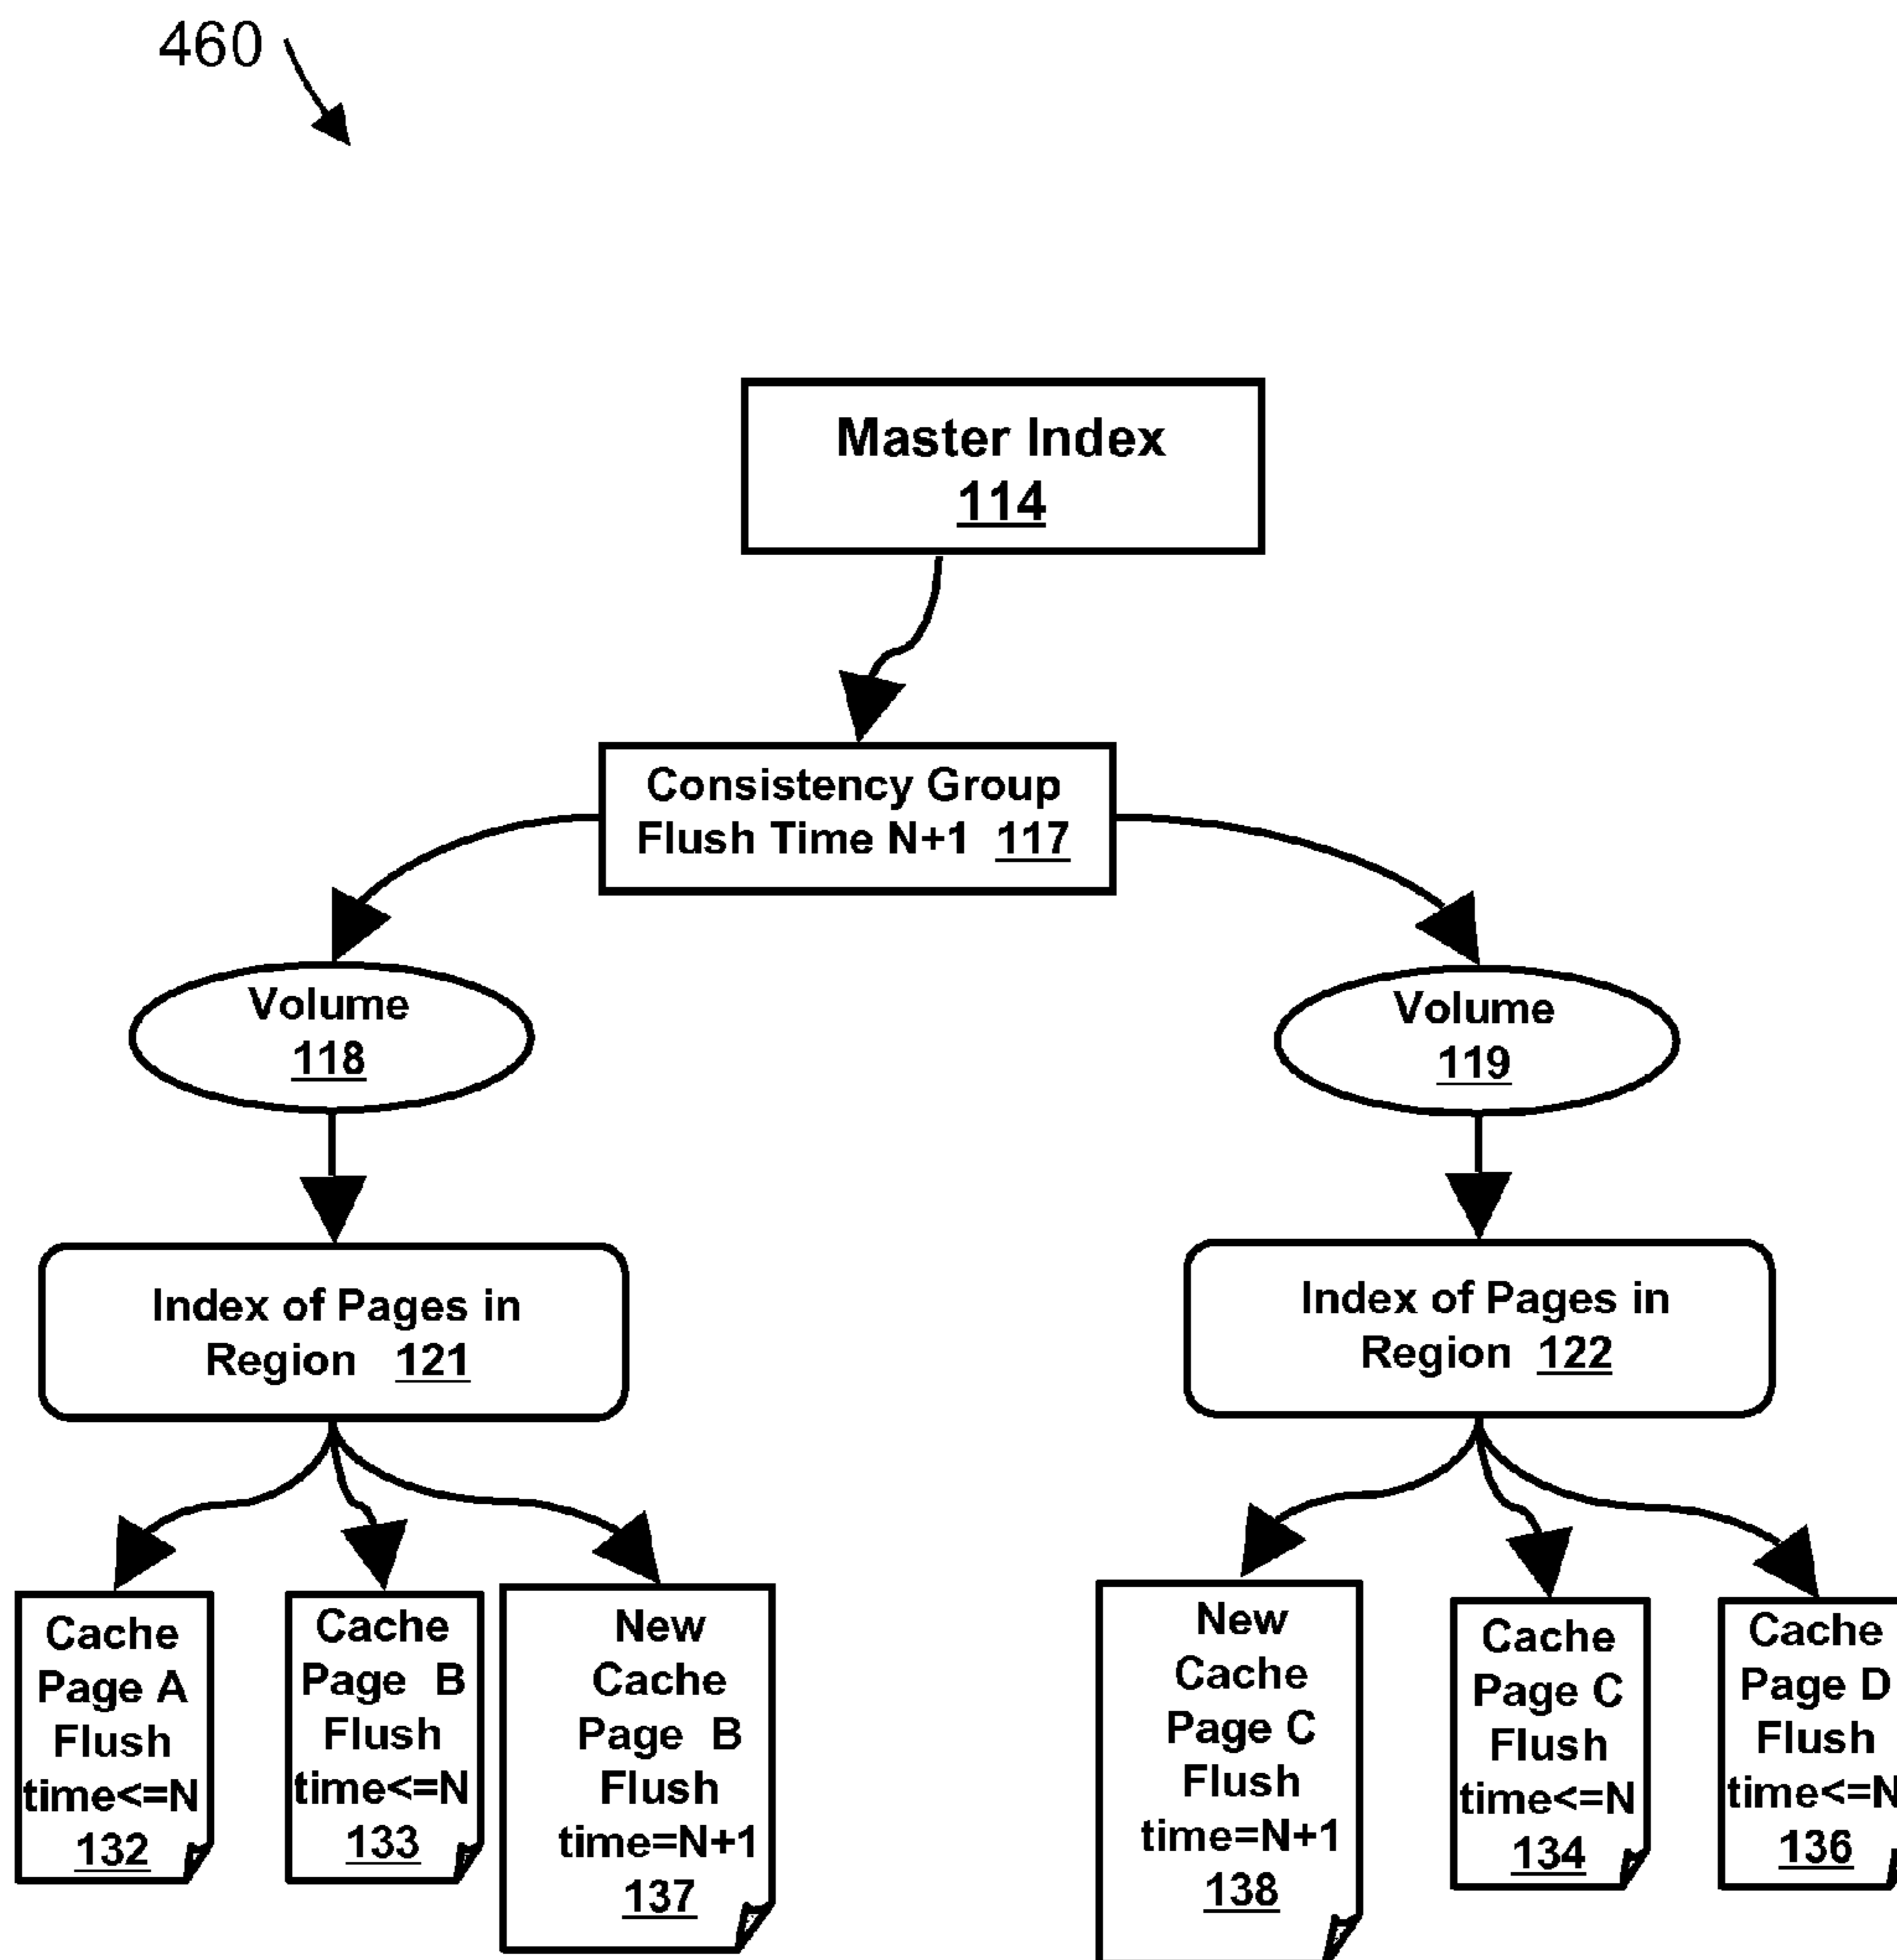 460
Master Index
114
Consistency Group
Flush Time N+1 117
Volume
118
Volume
119
Index of Pages in
Region 121
Index of Pages in
Region 122
Cache
Page A
Flush
time<=N
132
Cache
Page B
Flush
time<=N
133
New
Cache
Page B
Flush
time=N+1
137
New
Cache
Page C
Flush
time=N+1
138
Cache
Page C
Flush
time<=N
134
Cache
Page D
Flush
time<=N
136